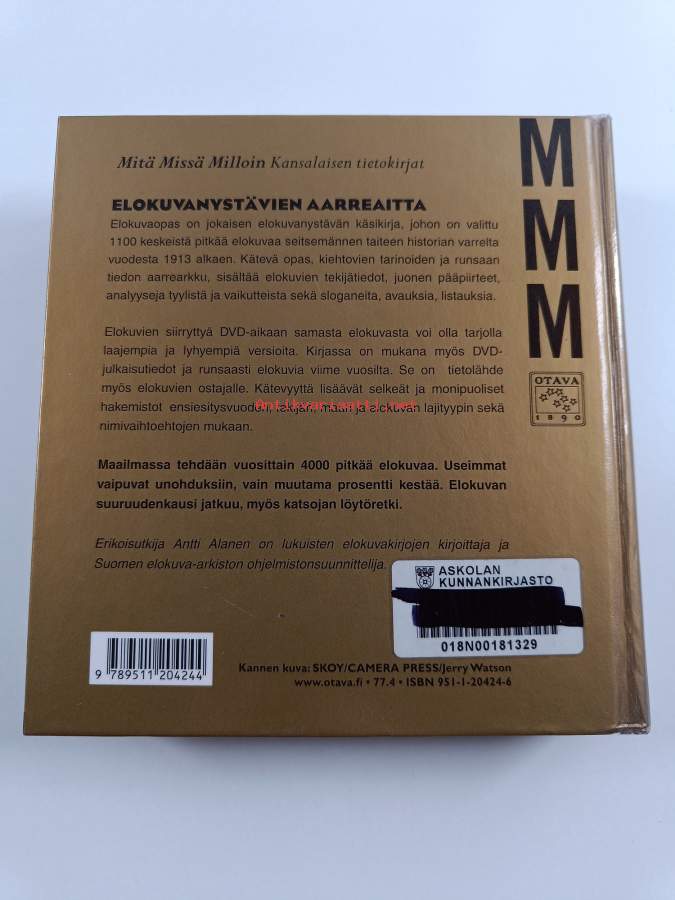 Mitä Missä Milloin Kansalaisen tietokirjat
M
M
M
ELOKUVANYSTÄVIEN AARREAITTA
Elokuvaopas on jokaisen elokuvanystävän käsikirja, johon on valittu
1100 keskeistä pitkää elokuvaa seitsemännen taiteen historian varrelta
vuodesta 1913 alkaen. Kätevä opas, kiehtovien tarinoiden ja runsaan
tiedon aarrearkku, sisältää elokuvien tekijätiedot, juonen pääpiirteet,
analyyseja tyylistä ja vaikutteista sekä sloganeita, avauksia, listauksia.
Elokuvien siirryttyä DVD-aikaan samasta elokuvasta voi olla tarjolla
laajempia ja lyhyempiä versioita. Kirjassa on mukana myös DVD-
julkaisutiedot ja runsaasti elokuvia viime vuosilta. Se on tietolähde
myös elokuvien ostajalle. Kätevyyttä lisäävät selkeät ja monipuoliset
hakemistot ensiesitysvuoden, tekijän, maan ja elokuvan lajityypin sekä
nimivaihtoehtojen mukaan.
Antikvariaatti.net
OTAVA
1890
Maailmassa tehdään vuosittain 4000 pitkää elokuvaa. Useimmat
vaipuvat unohduksiin, vain muutama prosentti kestää. Elokuvan
suuruudenkausi jatkuu, myös katsojan löytöretki.
Erikoisutkija Antti Alanen on lukuisten elokuvakirjojen kirjoittaja ja
Suomen elokuva-arkiston ohjelmistonsuunnittelija.
ASKOLAN
KUNNANKIRJASTO
018N00181329
9 789511 204244
Kannen kuva: SKOY/CAMERA PRESS/Jerry Watson
www.otava.fi • 77.4 • ISBN 951-1-20424-6